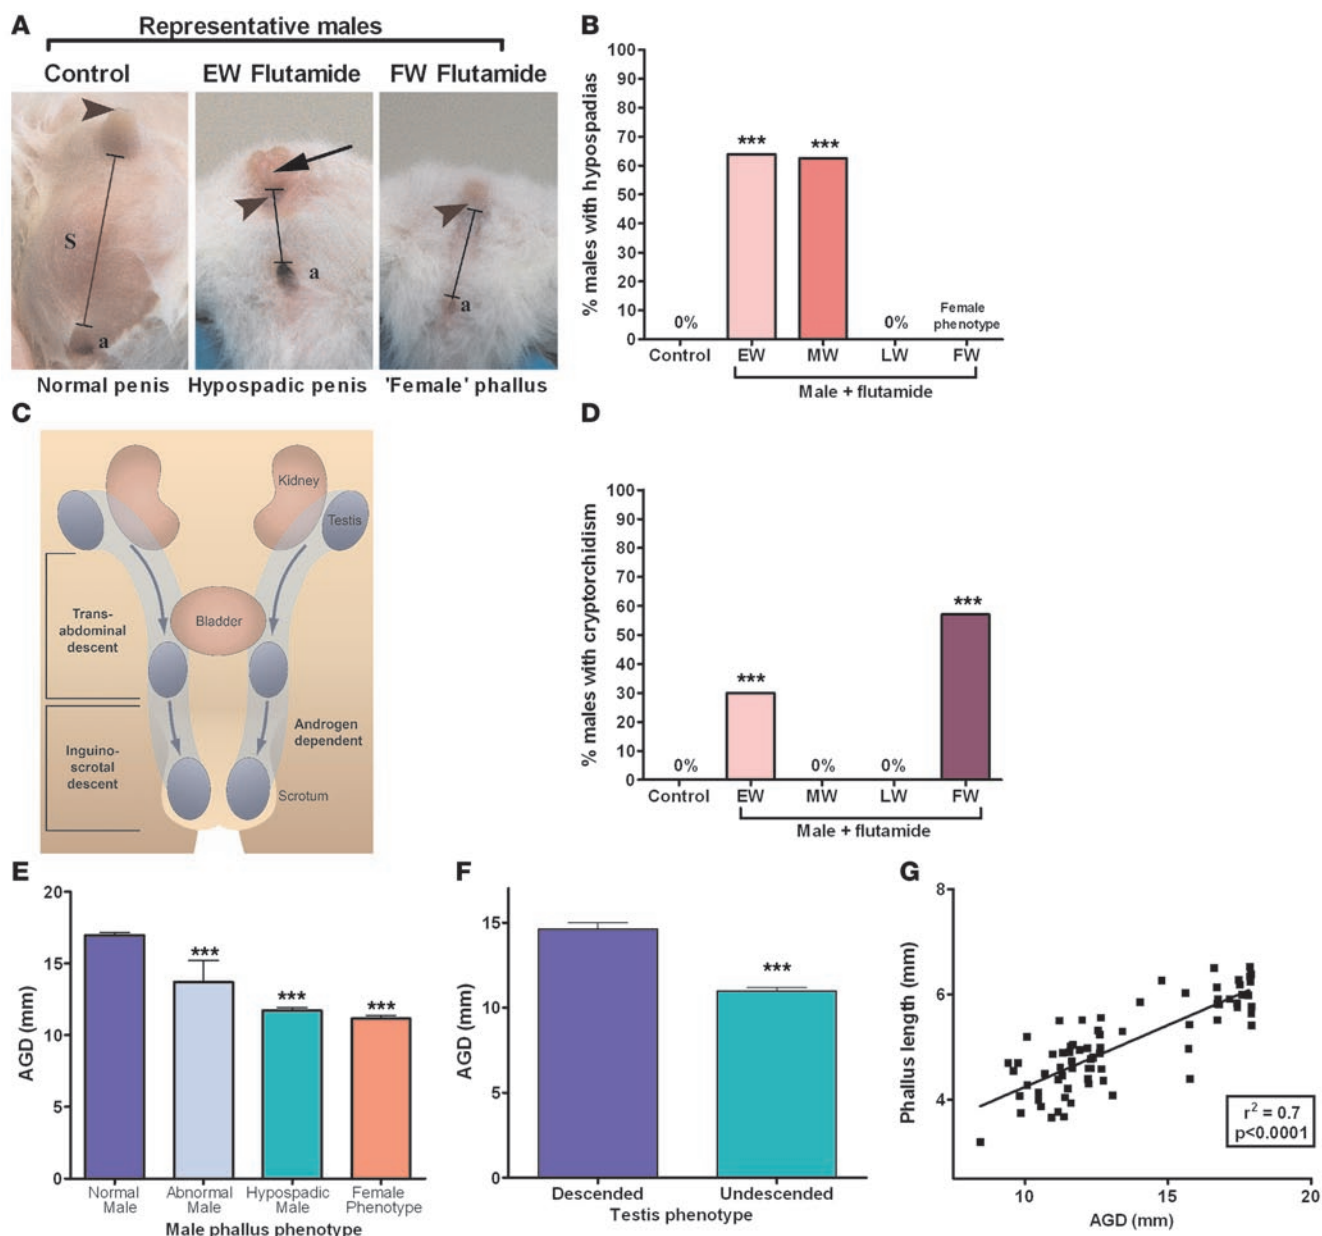 A
Representative males
Control
EW Flutamide
FW Flutamide
S
a
a
a
Normal penis
Hypospadic penis
'Female' phallus
B
% males with hypospadias
100
90
80
70
60
50
40
30
20
10
0
0%
***
***
0%
Female
phenotype
Control
EW
MW
LW
FW
Male + flutamide
C
Kidney
Testis
Trans-
abdominal
descent
Bladder
Inguino-
scrotal
descent
Androgen
dependent
Scrotum
D
% males with cryptorchidism
100
90
80
70
60
50
40
30
20
10
0
0%
***
0%
0%
***
Control
EW
MW
LW
FW
Male + flutamide
E
AGD (mm)
20
15
10
5
0
***
***
***
Normal
Male
Abnormal
Male
Hypospadic
Male
Female
Phenotype
Male phallus phenotype
F
AGD (mm)
15
10
5
0
***
Descended
Undescended
Testis phenotype
G
Phallus length (mm)
8
6
4
r² = 0.7
p<0.0001
10
15
20
AGD (mm)